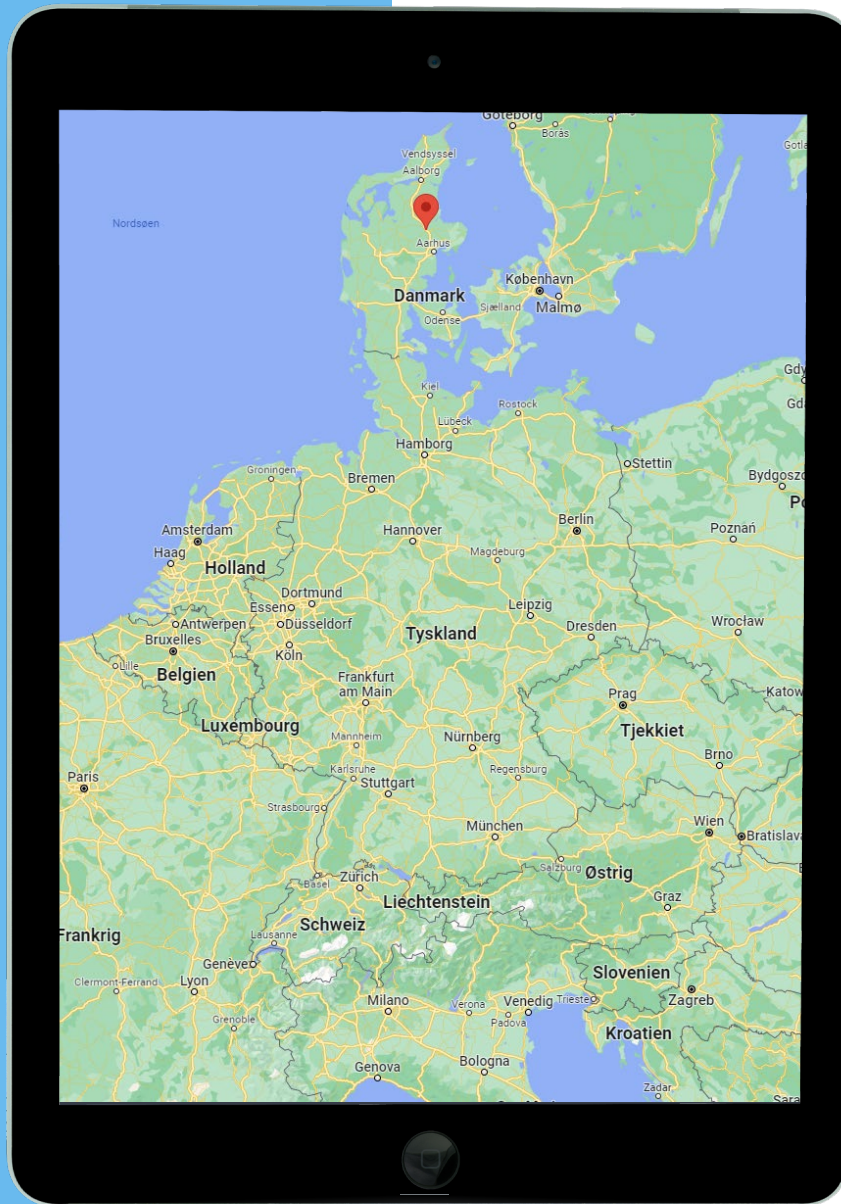 Göteborg
Borås
Vendsyssel
Aalborg
Nordsøen
Aarhus
København
Danmark
Sjælland
Malmø
Odense
Kiel
Rostock
Lübeck
Hamborg
Stettin
Groningen
Bremen
Amsterdam
Hannover
Berlin
Poznań
Haag
Magdeburg
Holland
Dortmund
Essen
Leipzig
Antwerpen
Düsseldorf
Dresden
Wrocław
Bruxelles
Tyskland
Köln
Lille
Belgien
Frankfurt
am Main
Prag
Luxembourg
Tjekkiet
Mannheim
Nürnberg
Brno
Paris
Karlsruhe
Regensburg
Stuttgart
Strasbourg
Wien
München
Bratislava
Salzburg
Østrig
Zürich
Basel
Liechtenstein
Graz
Schweiz
Frankrig
Lausanne
Genève
Slovenien
Clermont-Ferrand
Lyon
Milano
Verona
Venedig
Trieste
Zagreb
Padova
Grenoble
Kroatien
Genova
Bologna
Zadar